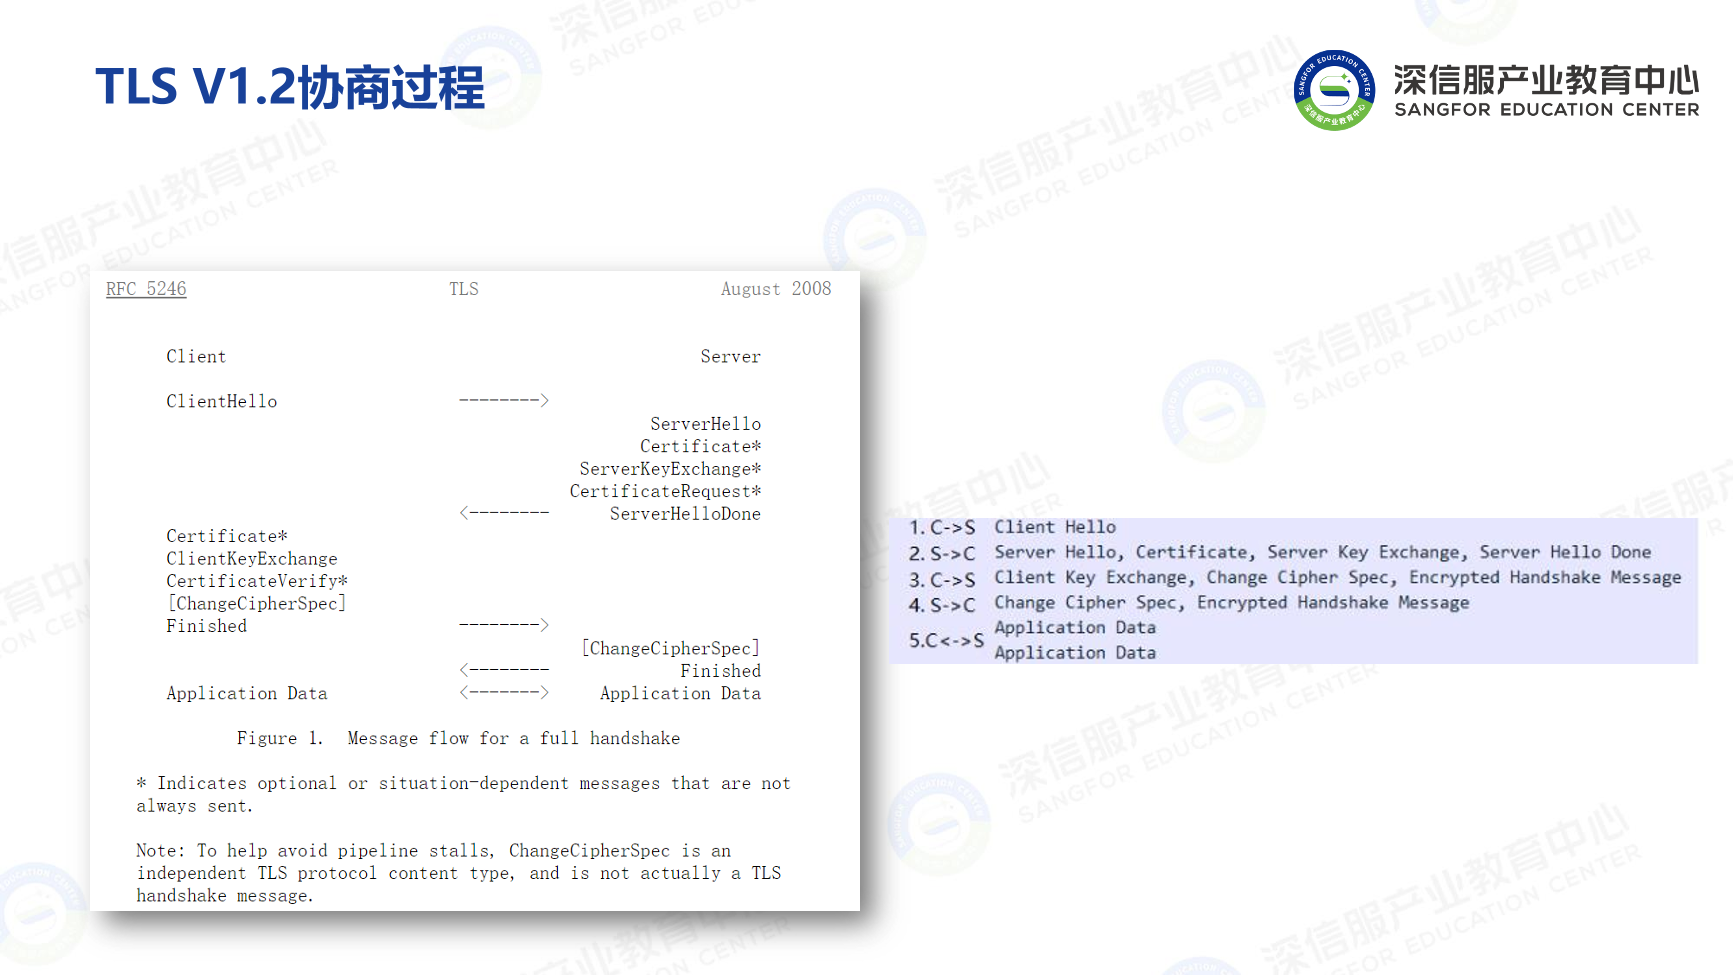 TLS V1.2协商过程
深信服产业教育中心
SANGFOR EDUCATION CENTER
RFC 5246 TLS August 2008
Client Server
ClientHello -------->
ServerHello
Certificate*
ServerKeyExchange*
CertificateRequest*
<-------- ServerHelloDone
Certificate*
ClientKeyExchange
CertificateVerify*
[ChangeCipherSpec]
Finished -------->
[ChangeCipherSpec]
<-------- Finished
Application Data <-------> Application Data
Figure 1. Message flow for a full handshake
* Indicates optional or situation-dependent messages that are not
always sent.
Note: To help avoid pipeline stalls, ChangeCipherSpec is an
independent TLS protocol content type, and is not actually a TLS
handshake message.
1. C->S Client Hello
2. S->C Server Hello, Certificate, Server Key Exchange, Server Hello Done
3. C->S Client Key Exchange, Change Cipher Spec, Encrypted Handshake Message
4. S->C Change Cipher Spec, Encrypted Handshake Message
5.C<->S Application Data
Application Data